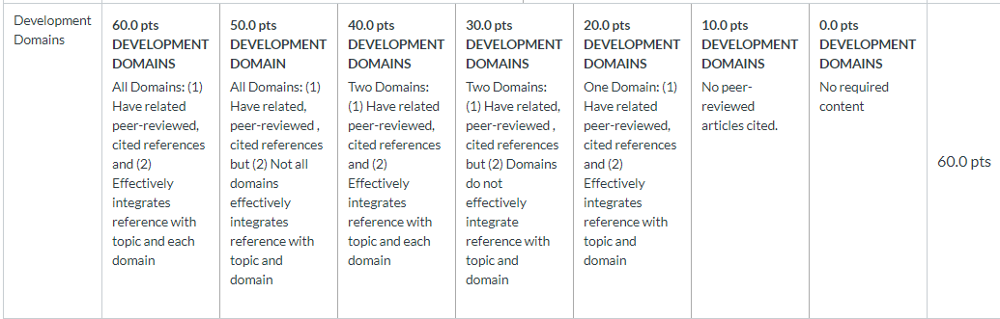 Development
Domains
60.0 pts
DEVELOPMENT
DOMAINS
All Domains: (1)
Have related
peer-reviewed,
cited references
and (2)
Effectively
integrates
reference with
topic and each
domain
50.0 pts
DEVELOPMENT
DOMAIN
All Domains: (1)
Have related,
peer-reviewed ,
cited references
but (2) Not all
domains
effectively
integrates
reference with
topic and
domain
40.0 pts
DEVELOPMENT
DOMAINS
Two Domains:
(1) Have related
peer-reviewed,
cited references
and (2)
Effectively
integrates
reference with
topic and each
domain
30.0 pts
DEVELOPMENT
DOMAINS
Two Domains:
(1) Have related,
peer-reviewed ,
cited references
but (2) Domains
do not
effectively
integrate
reference with
topic and
domain
20.0 pts
DEVELOPMENT
DOMAINS
One Domain: (1)
Have related
peer-reviewed,
cited references
and (2)
Effectively
integrates
reference with
topic and
domain
10.0 pts
DEVELOPMENT
DOMAINS
No peer-
reviewed
articles cited.
0.0 pts
DEVELOPMENT
DOMAINS
No required
content
60.0 pts